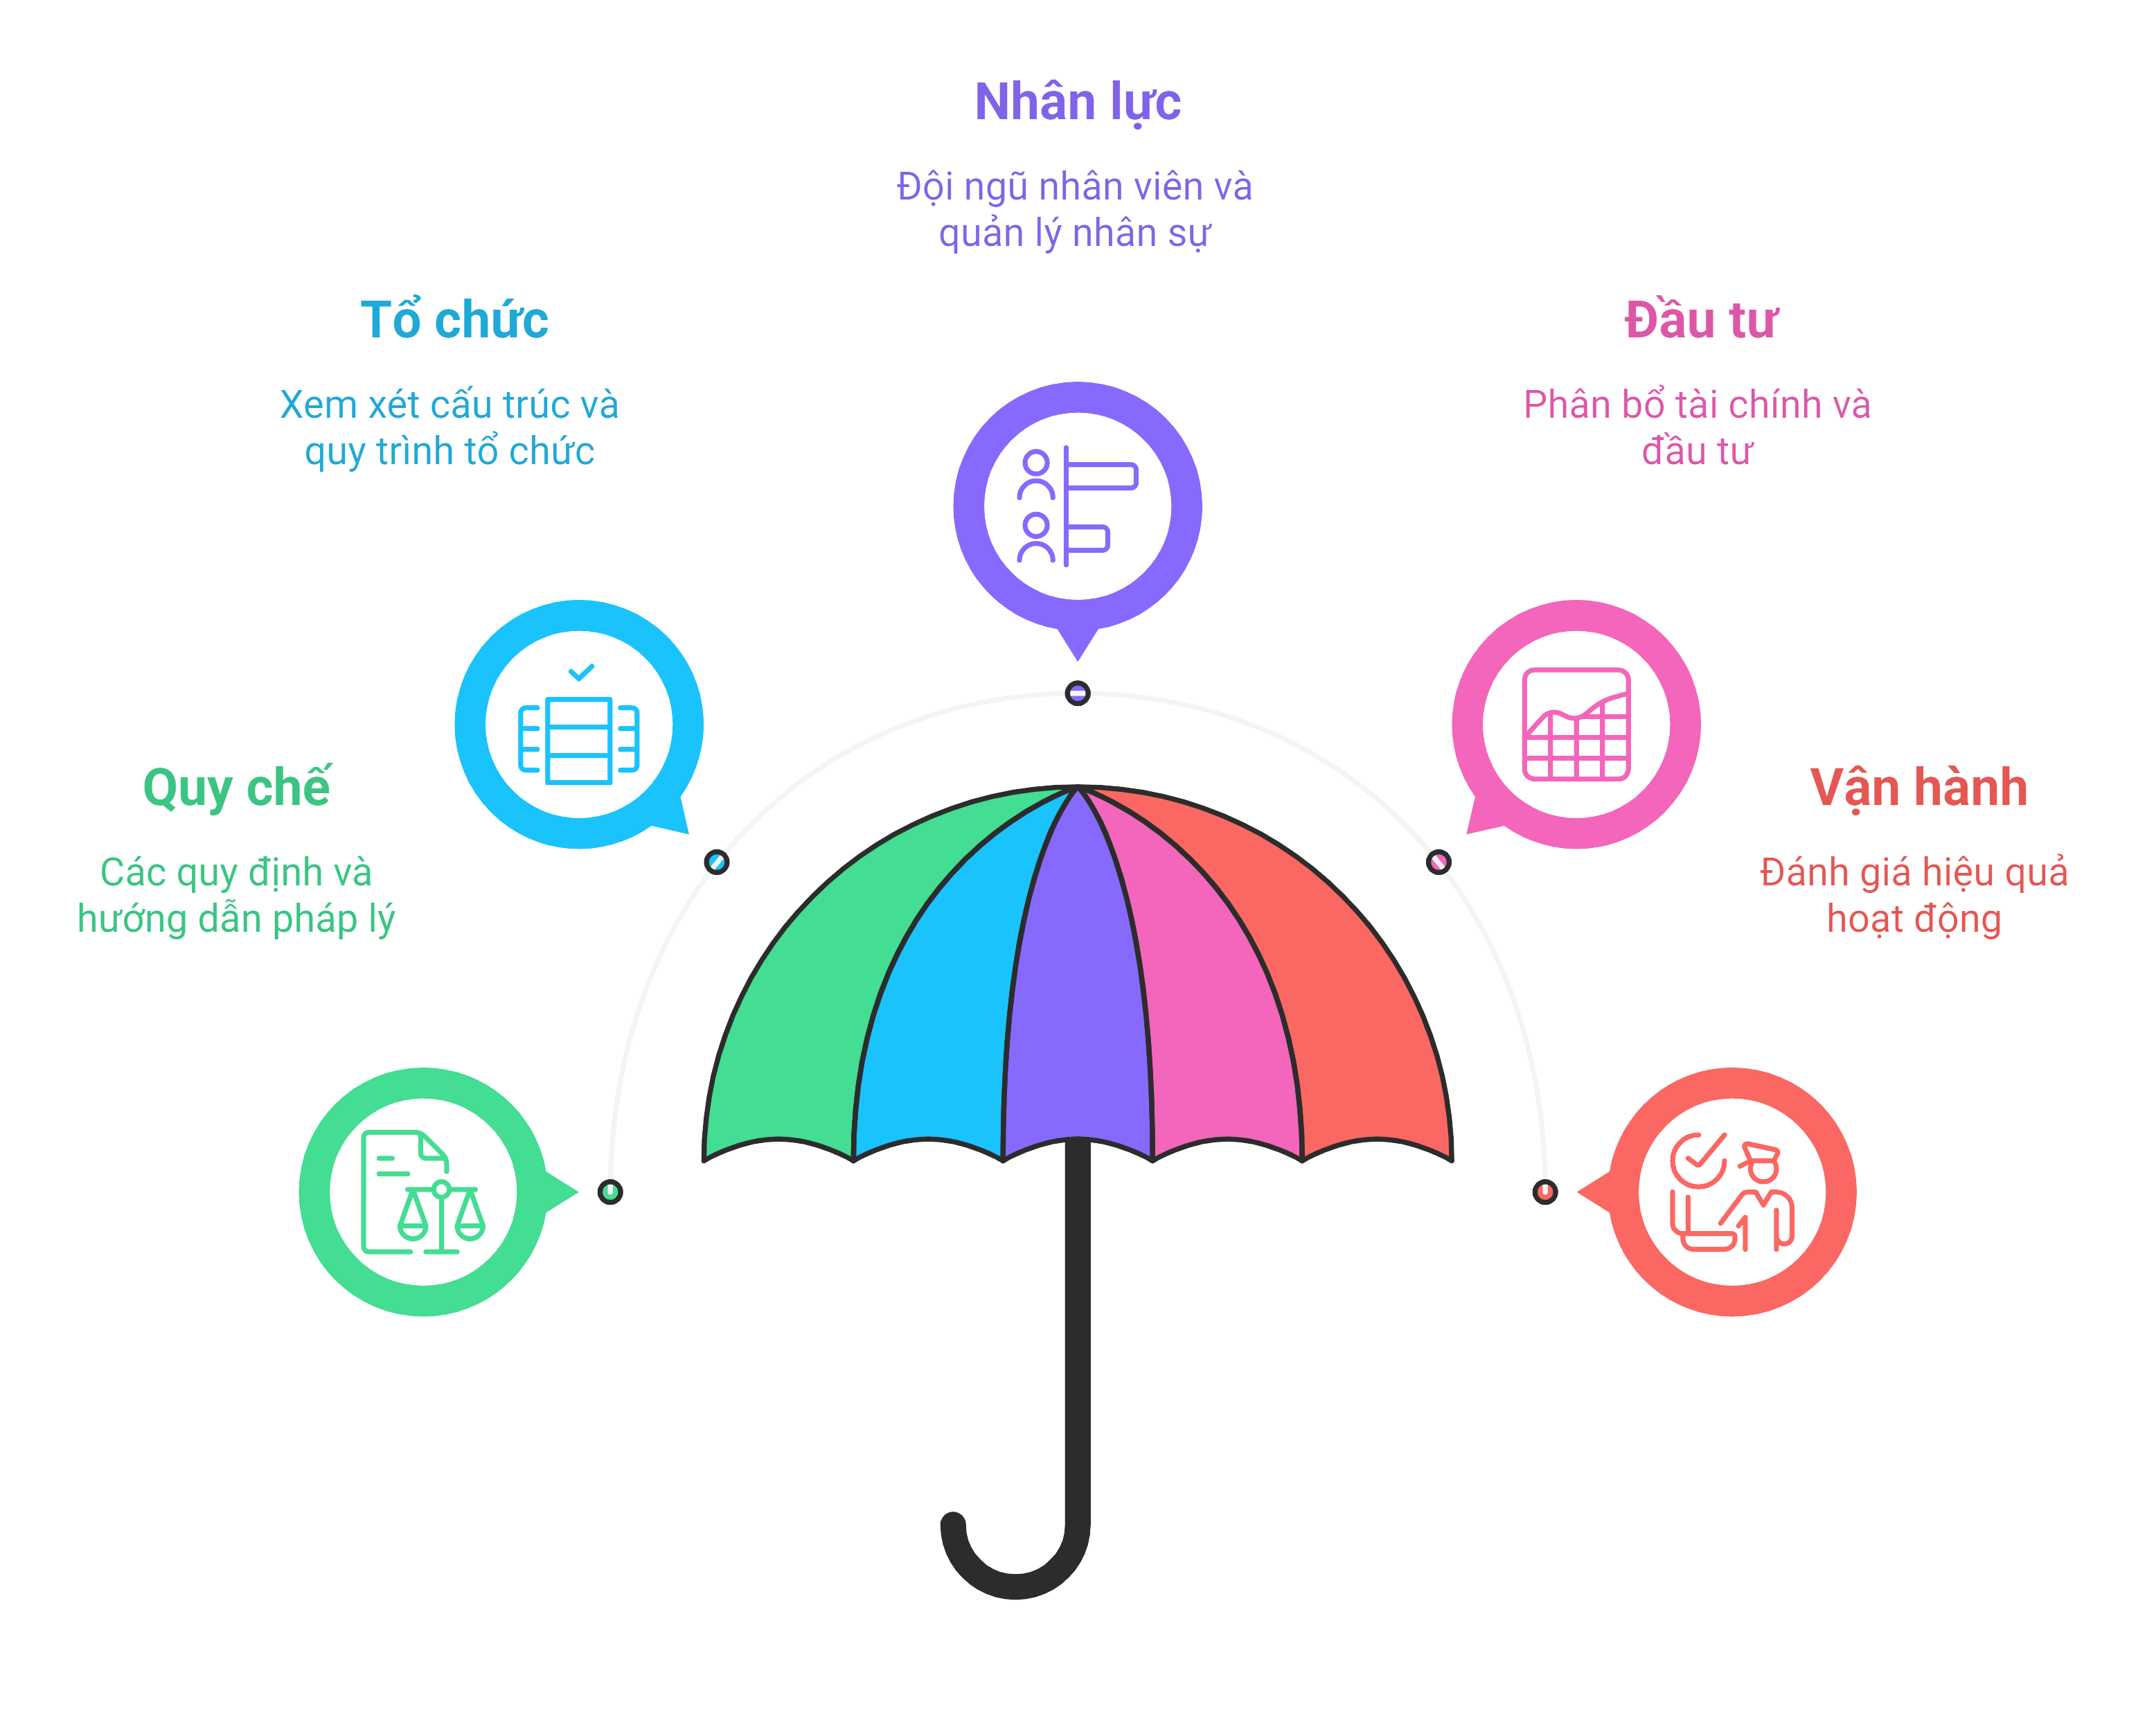 Nhân lực
Đội ngũ nhân viên và
quản lý nhân sự
Tổ chức
Xem xét cấu trúc và
quy trình tổ chức
Đầu tư
Phân bổ tài chính và
đầu tư
Quy chế
Các quy định và
hướng dẫn pháp lý
Vận hành
Đánh giá hiệu quả
hoạt động